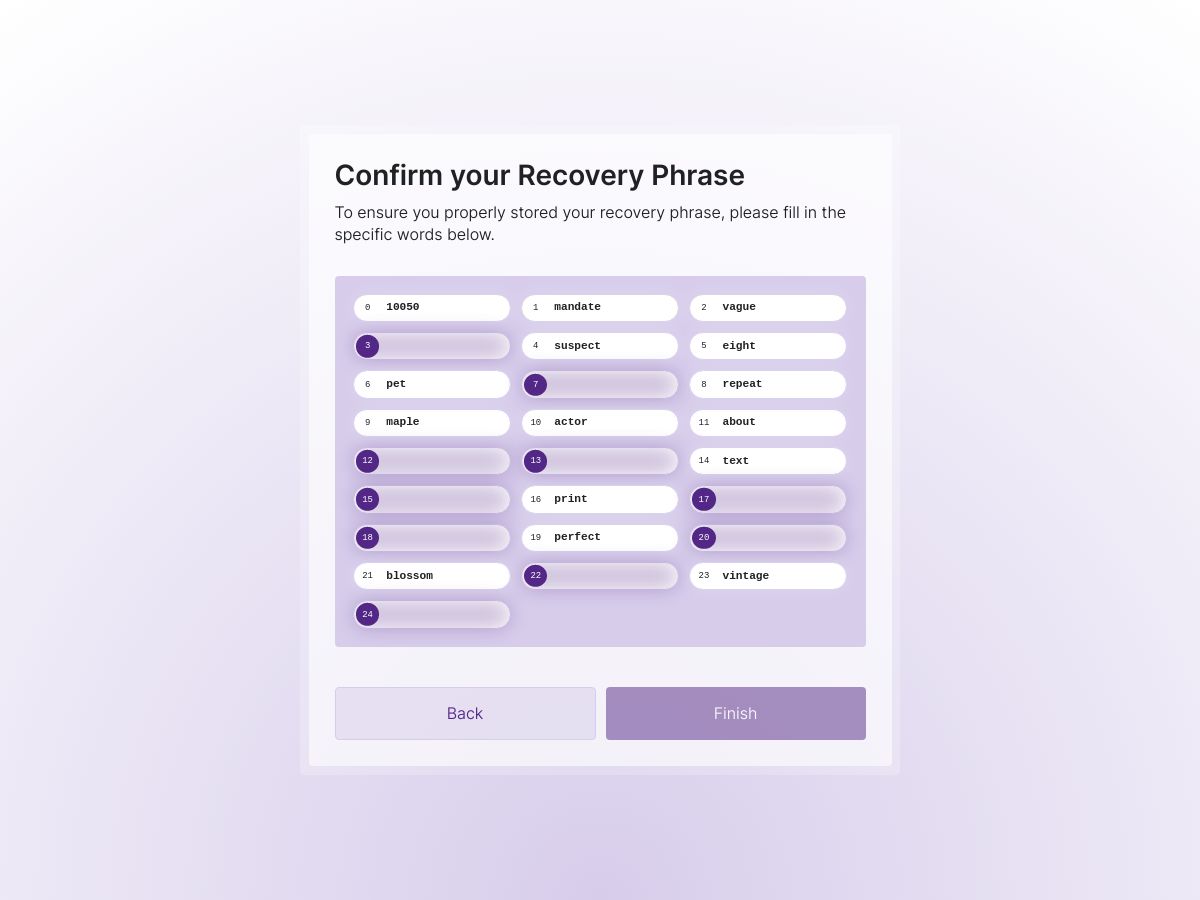 Confirm your Recovery Phrase
To ensure you properly stored your recovery phrase, please fill in the
specific words below.
0 10050 1 mandate 2 vague
3 4 suspect 5 eight
6 pet 7 8 repeat
9 maple 10 actor 11 about
12 13 14 text
15 16 print 17
18 19 perfect 20
21 blossom 22 23 vintage
24
Back Finish